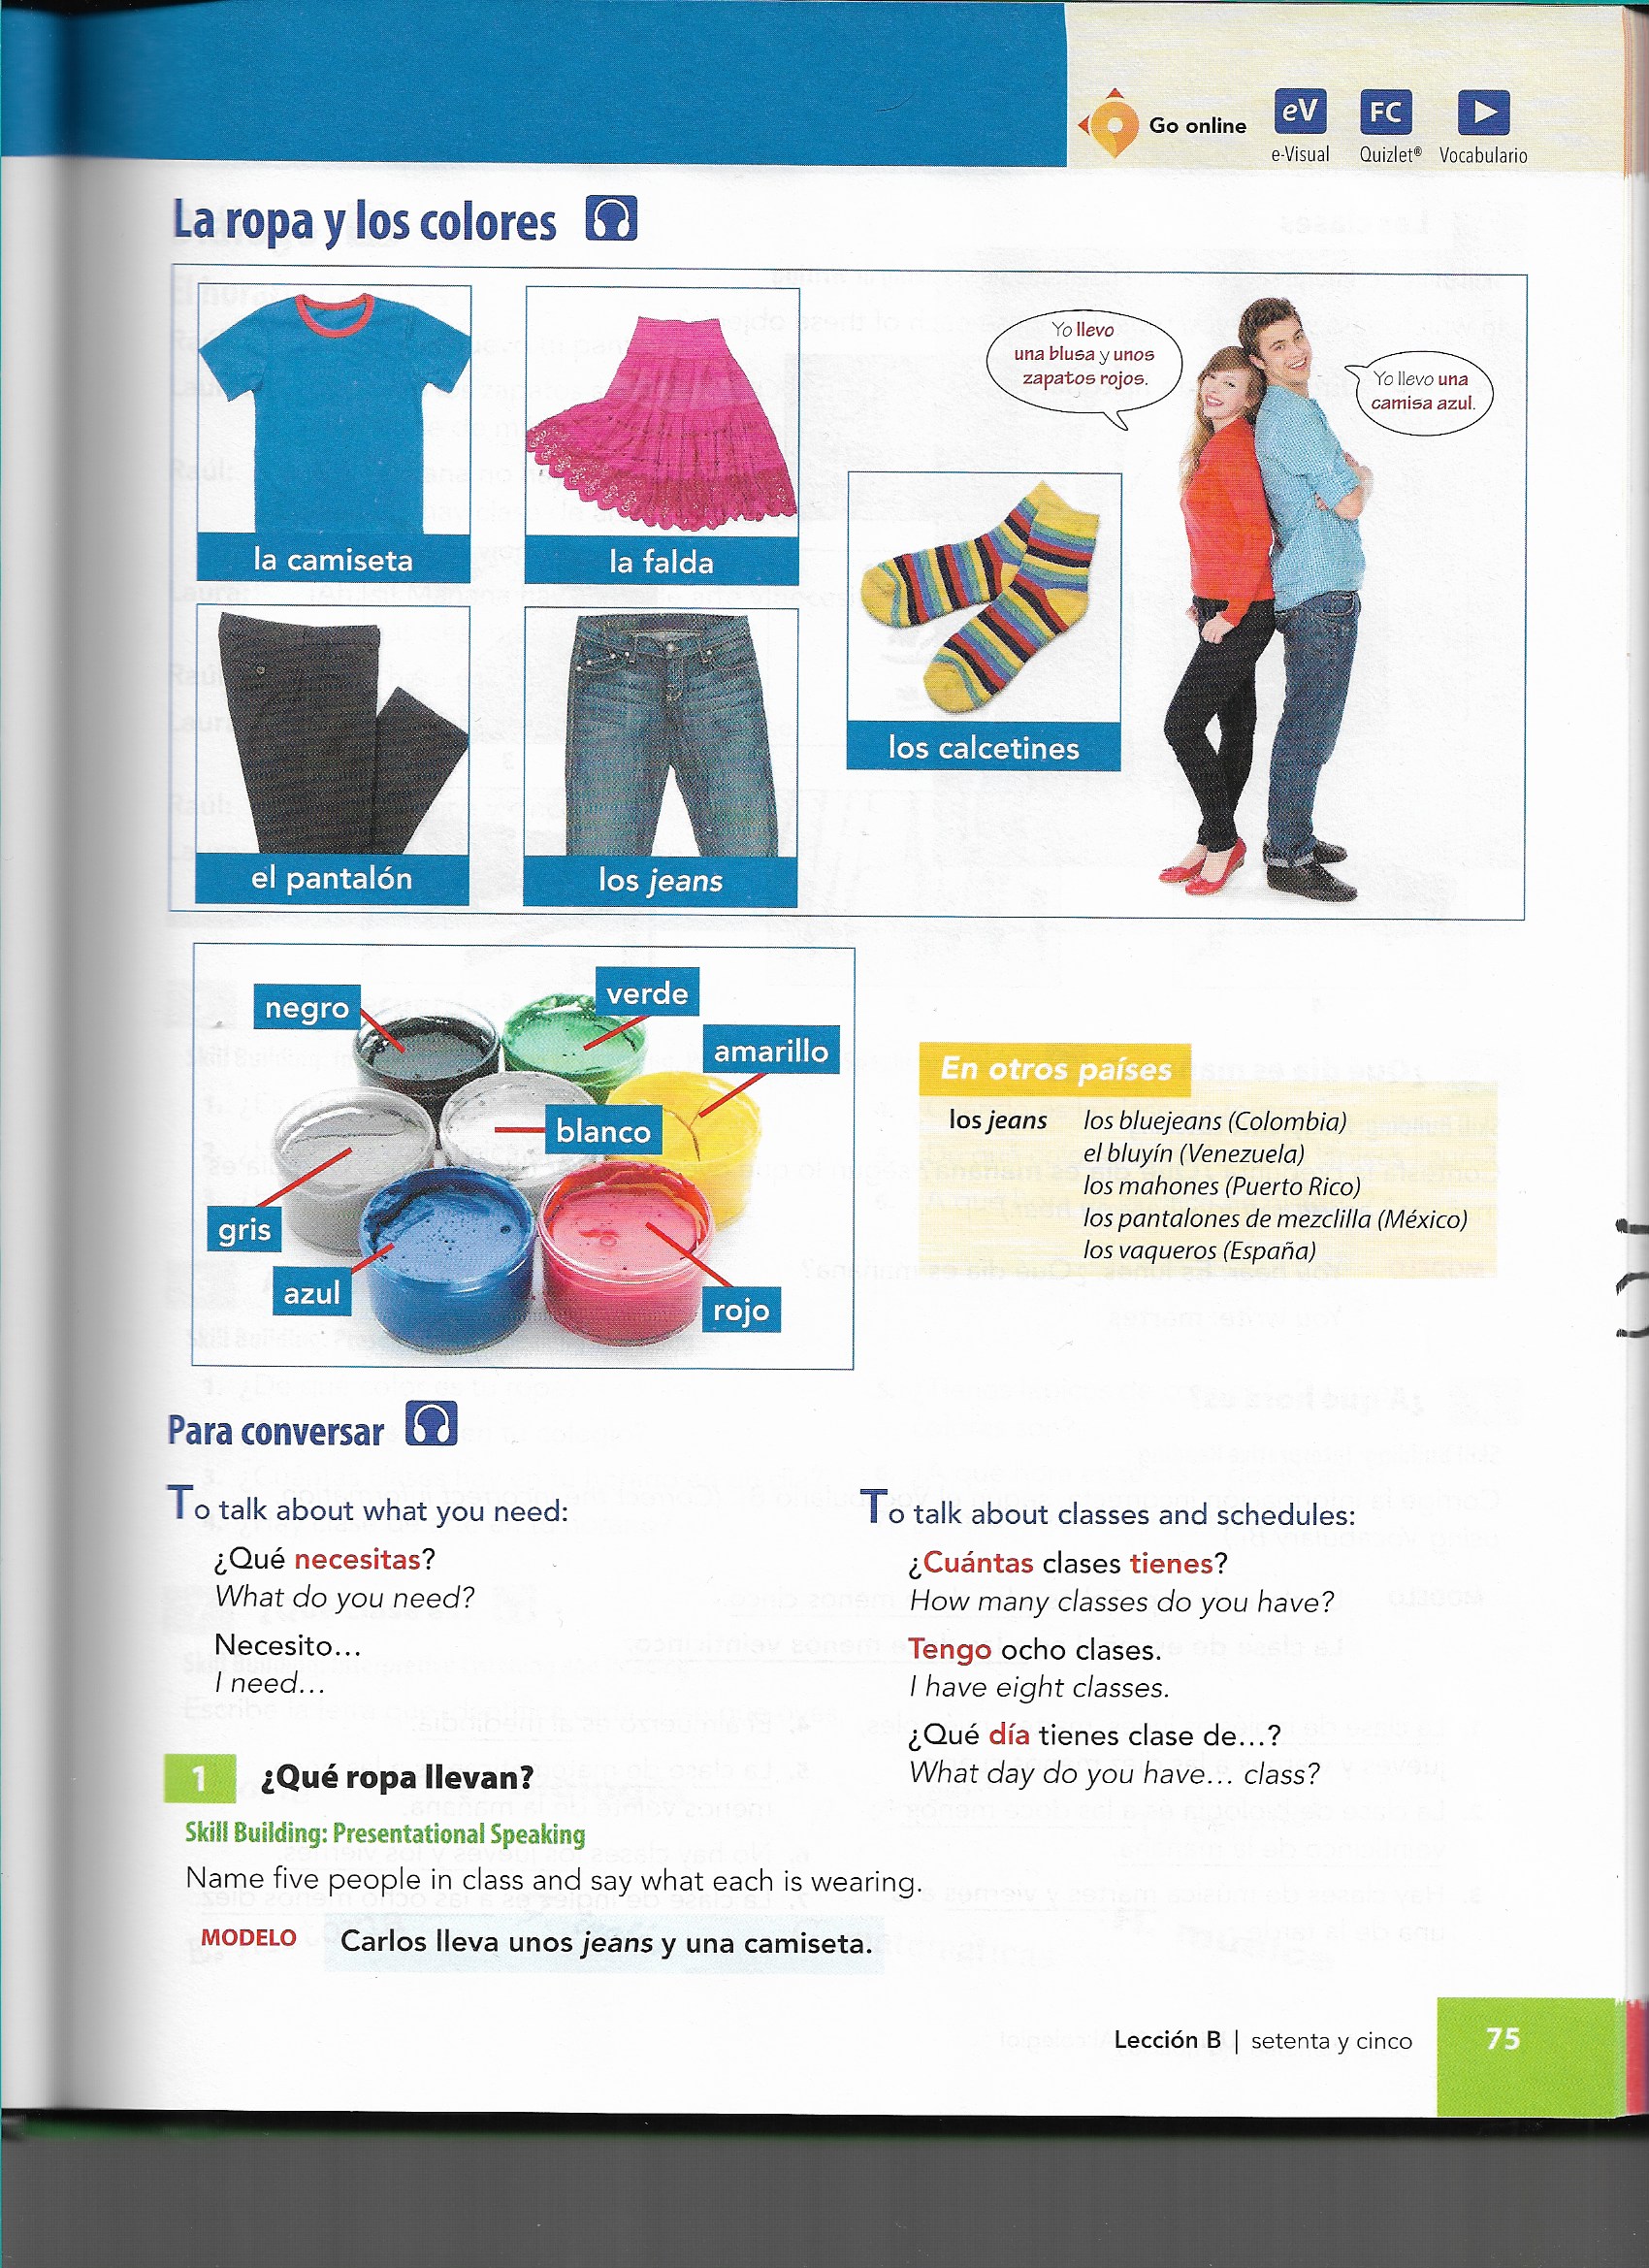 Go online
eV
FC
e-Visual
Quizlet®
Vocabulario
La ropa y los colores
la camiseta
la falda
Yo llevo
una blusa y unos
zapatos rojos.
Yo llevo una
camisa azul.
los calcetines
el pantalón
los jeans
negro
verde
amarillo
blanco
gris
azul
rojo
En otros países
los jeans los bluejeans (Colombia)
el bluyín (Venezuela)
los mahones (Puerto Rico)
los pantalones de mezclilla (México)
los vaqueros (España)
Para conversar
To talk about what you need:
¿Qué necesitas?
What do you need?
Necesito...
I need...
To talk about classes and schedules:
¿Cuántas clases tienes?
How many classes do you have?
Tengo ocho clases.
I have eight classes.
¿Qué día tienes clase de...?
What day do you have... class?
1 ¿Qué ropa llevan?
Skill Building: Presentational Speaking
Name five people in class and say what each is wearing.
MODELO Carlos lleva unos jeans y una camiseta.
Lección B | setenta y cinco 75